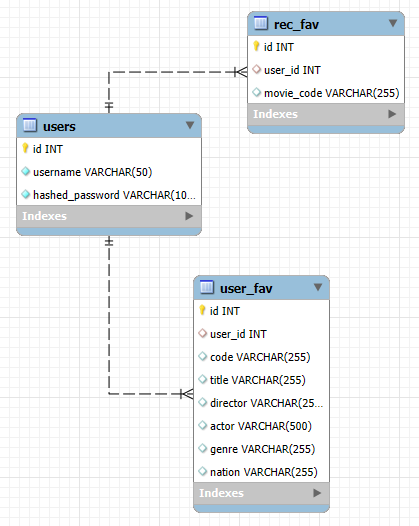 rec_fav
id INT
user_id INT
movie_code VARCHAR(255)
Indexes
users
id INT
username VARCHAR(50)
hashed_password VARCHAR(10...
Indexes
user_fav
id INT
user_id INT
code VARCHAR(255)
title VARCHAR(255)
director VARCHAR(25...
actor VARCHAR(500)
genre VARCHAR(255)
nation VARCHAR(255)
Indexes